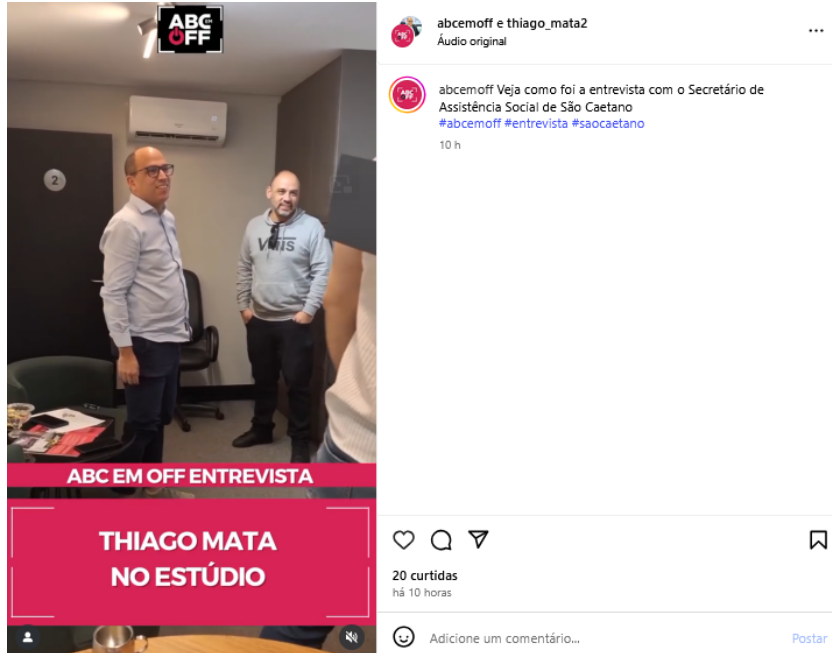 ABC
EM
OFF
2
VANS
ABC EM OFF ENTREVISTA
THIAGO MATA
NO ESTÚDIO
abcemoff e thiago_mata2
Áudio original
abcemoff Veja como foi a entrevista com o Secretário de
Assistência Social de São Caetano
#abcemoff #entrevista #saocaetano
10 h
20 curtidas
há 10 horas
Adicione um comentário...
Postar